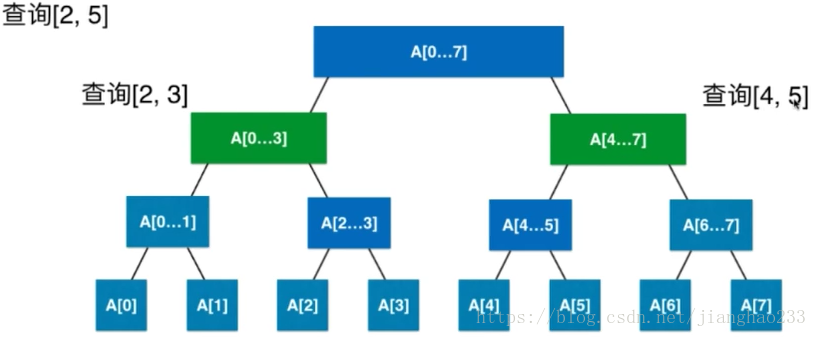 查询[2, 5]
A[0...7]
查询[2, 3]
查询[4, 5]
A[0...3]
A[4...7]
A[0...1]
A[2...3]
A[4...5]
A[6...7]
A[0]
A[1]
A[2]
A[3]
A[4]
A[5]
A[6]
A[7]
https://blog.csdn.net/jianghao233